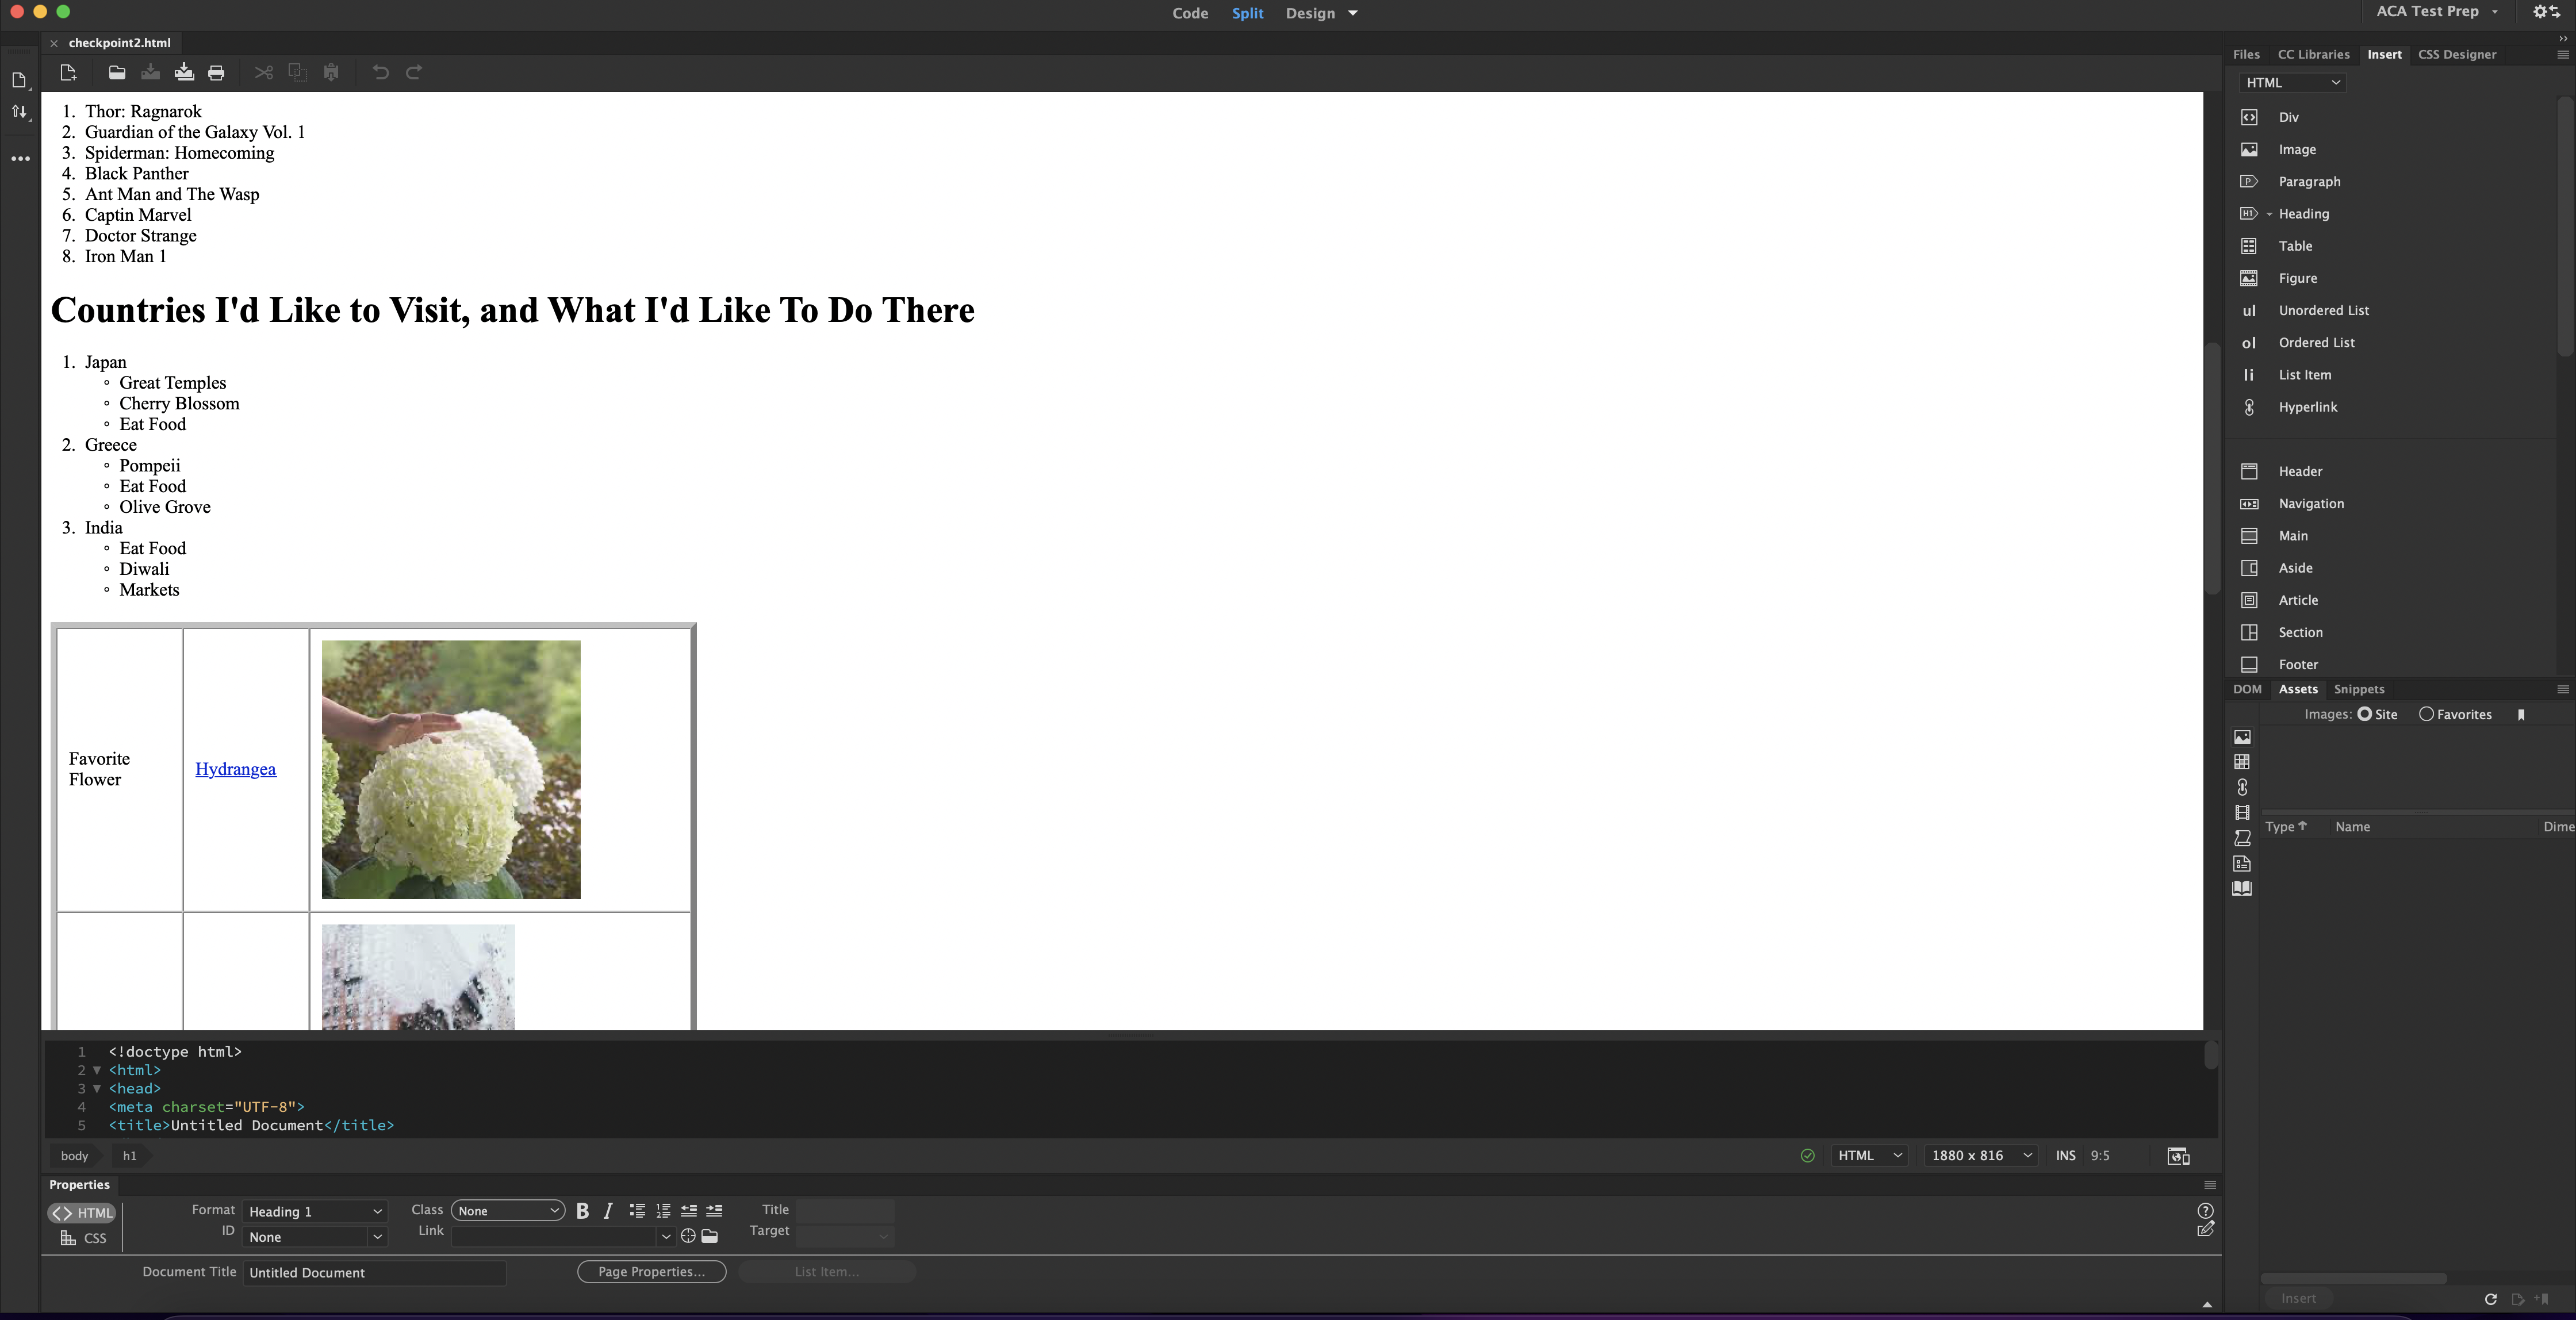 Code Split Design
ACA Test Prep
checkpoint2.html
Files CC Libraries Insert CSS Designer
HTML
1. Thor: Ragnarok
2. Guardian of the Galaxy Vol. 1
3. Spiderman: Homecoming
4. Black Panther
5. Ant Man and The Wasp
6. Captin Marvel
7. Doctor Strange
8. Iron Man 1
Countries I'd Like to Visit, and What I'd Like To Do There
1. Japan
Great Temples
Cherry Blossom
Eat Food
2. Greece
Pompeii
Eat Food
Olive Grove
3. India
Eat Food
Diwali
Markets
Favorite
Flower
Hydrangea
Div
Image
P Paragraph
H1 Heading
Table
Figure
ul Unordered List
ol Ordered List
li List Item
Hyperlink
Header
Navigation
Main
Aside
Article
Section
Footer
DOM Assets Snippets
Images: Site Favorites
Type Name Dime
Insert
1 <!doctype html>
2 <html>
3 <head>
4 <meta charset="UTF-8">
5 <title>Untitled Document</title>
body h1
HTML 1880 x 816 INS 9:5
Properties
HTML
CSS
Format Heading 1 Class None B I Title
ID None Link Target
Document Title Untitled Document Page Properties... List Item...